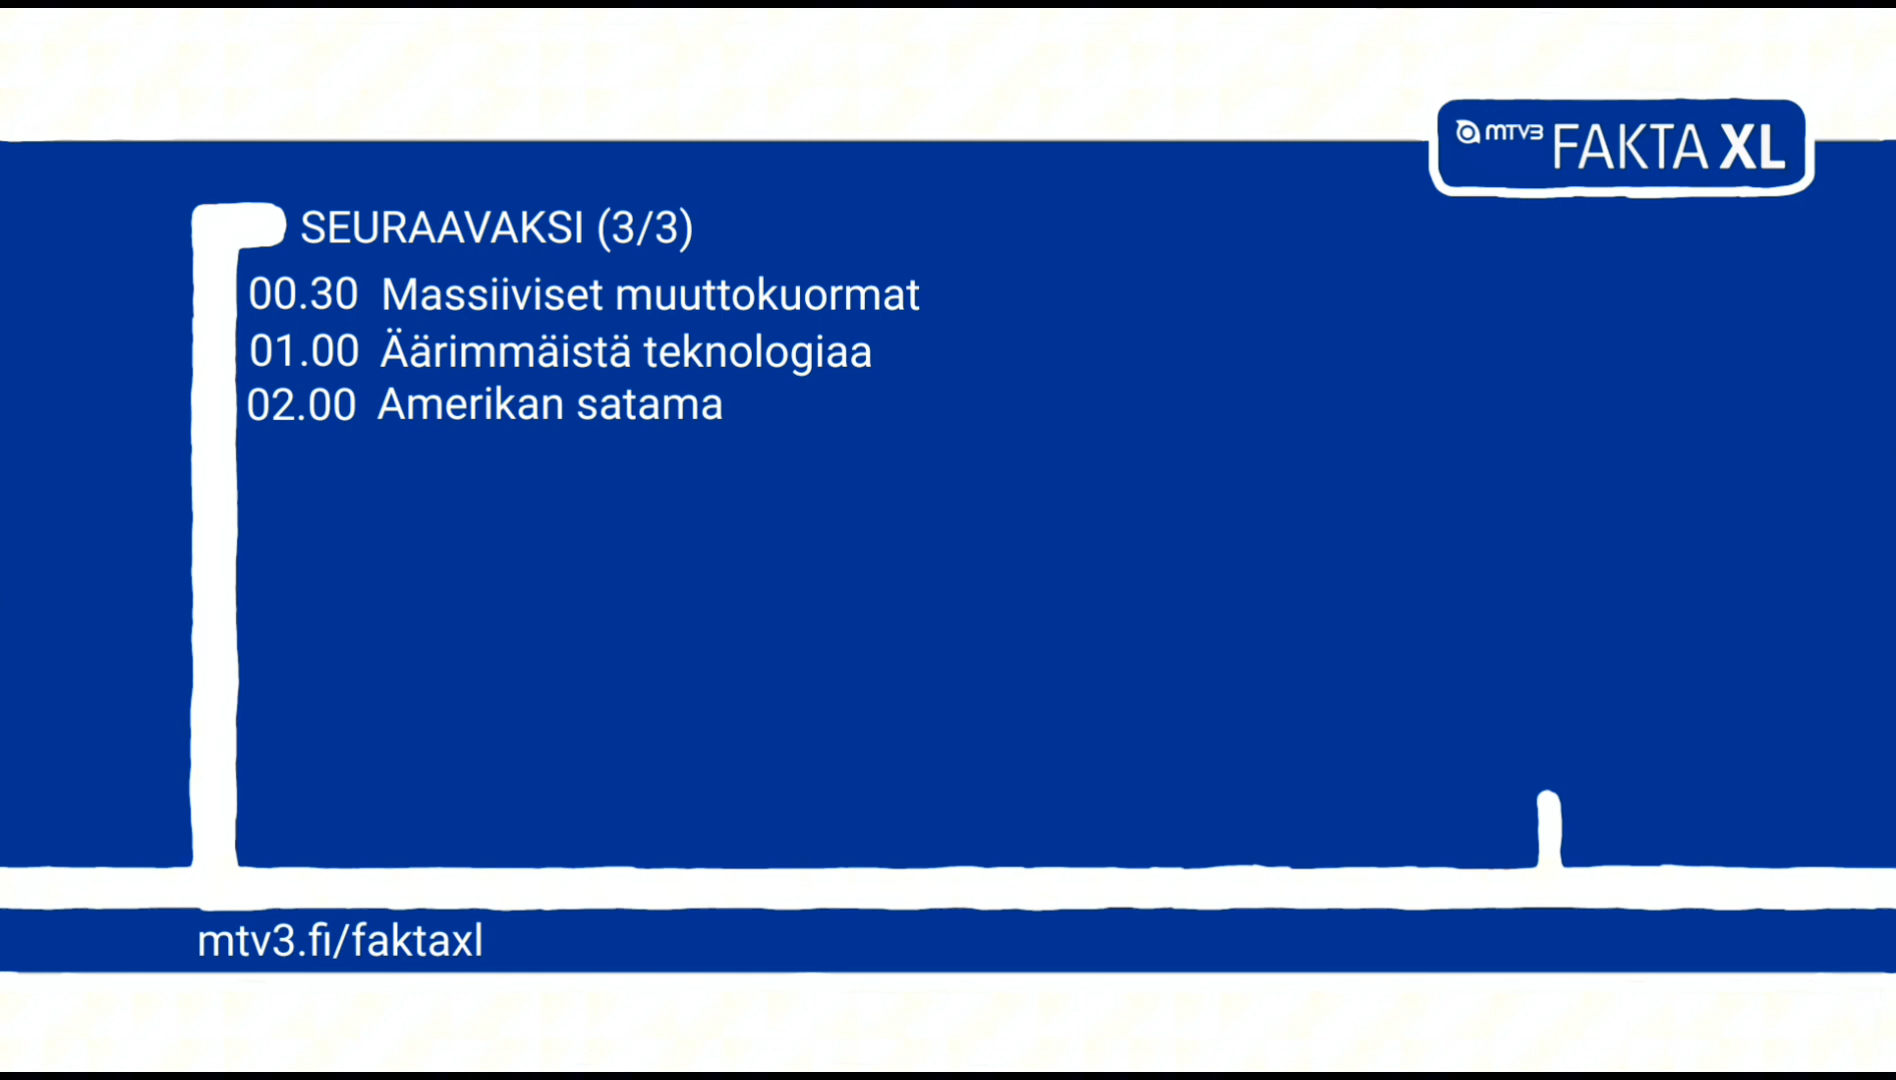 mtv3 FAKTA XL
SEURAAVAKSI (3/3)
00.30 Massiiviset muuttokuormat
01.00 Äärimmäistä teknologiaa
02.00 Amerikan satama
mtv3.fi/faktaxl